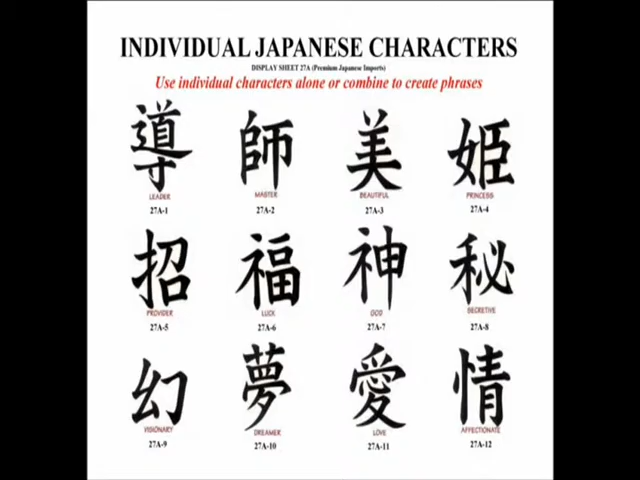 INDIVIDUAL JAPANESE CHARACTERS
DISPLAY SHEET 27A (Premium Japanese Imports)
Use individual characters alone or combine to create phrases
導 師 美 姫
LEADER MASTER BEAUTIFUL PRINCESS
27A-1 27A-2 27A-3 27A-4
招 福 神 秘
PROVIDER LUCK GOD SECRETIVE
27A-5 27A-6 27A-7 27A-8
幻 夢 愛 情
VISIONARY DREAMER LOVE AFFECTIONATE
27A-9 27A-10 27A-11 27A-12